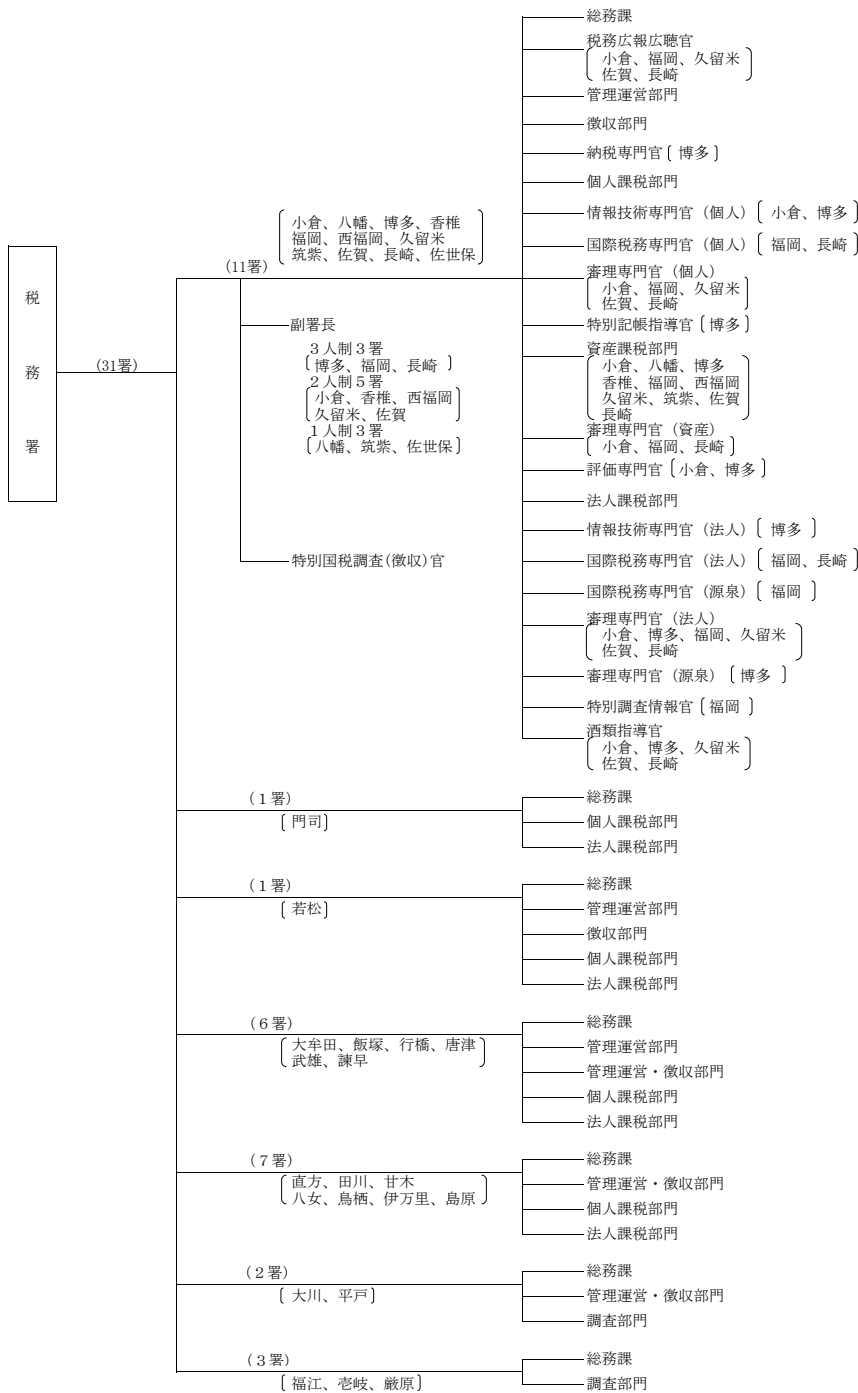 税務署
(31署)
(11署)
小倉、八幡、博多、香椎
福岡、西福岡、久留米
筑紫、佐賀、長崎、佐世保
副署長
３人制３署
博多、福岡、長崎
２人制５署
小倉、香椎、西福岡
久留米、佐賀
１人制３署
八幡、筑紫、佐世保
特別国税調査(徴収)官
総務課
税務広報広聴官
小倉、福岡、久留米
佐賀、長崎
管理運営部門
徴収部門
納税専門官〔博多〕
個人課税部門
情報技術専門官（個人）〔小倉、博多〕
国際税務専門官（個人）〔福岡、長崎〕
審理専門官（個人）
小倉、福岡、久留米
佐賀、長崎
特別記帳指導官〔博多〕
資産課税部門
小倉、八幡、博多
香椎、福岡、西福岡
久留米、筑紫、佐賀
長崎
審理専門官（資産）
〔小倉、福岡、長崎〕
評価専門官〔小倉、博多〕
法人課税部門
情報技術専門官（法人）〔博多〕
国際税務専門官（法人）〔福岡、長崎〕
国際税務専門官（源泉）〔福岡〕
審理専門官（法人）
小倉、博多、福岡、久留米
佐賀、長崎
審理専門官（源泉）〔博多〕
特別調査情報官〔福岡〕
酒類指導官
小倉、博多、久留米
佐賀、長崎
(１署)
〔門司〕
総務課
個人課税部門
法人課税部門
(１署)
〔若松〕
総務課
管理運営部門
徴収部門
個人課税部門
法人課税部門
(６署)
大牟田、飯塚、行橋、唐津
武雄、諫早
総務課
管理運営部門
管理運営・徴収部門
個人課税部門
法人課税部門
(７署)
直方、田川、甘木
八女、鳥栖、伊万里、島原
総務課
管理運営・徴収部門
個人課税部門
法人課税部門
(２署)
〔大川、平戸〕
総務課
管理運営・徴収部門
調査部門
(３署)
〔福江、壱岐、厳原〕
総務課
調査部門